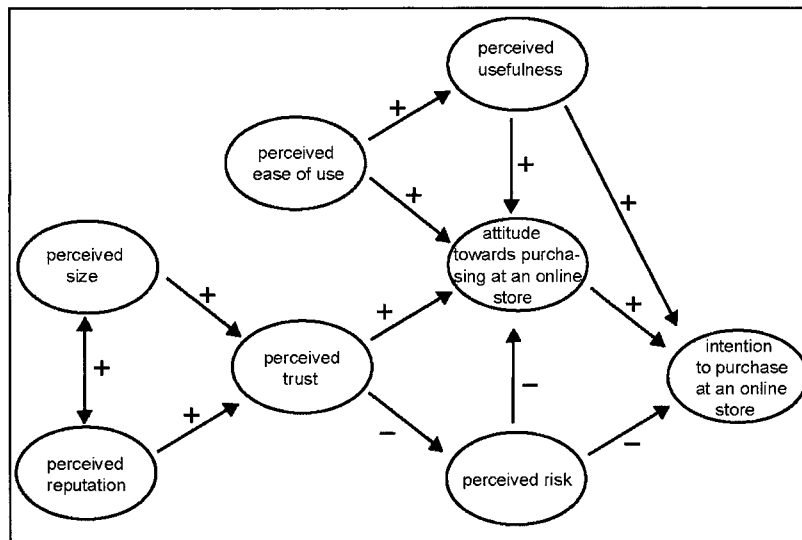 perceived
usefulness
+
perceived
ease of use
+
+
+
attitude
towards purcha-
sing at an online
store
perceived
size
+
+
+
perceived
trust
+
intention
to purchase
at an online
store
+
–
–
–
+
perceived
reputation
perceived risk